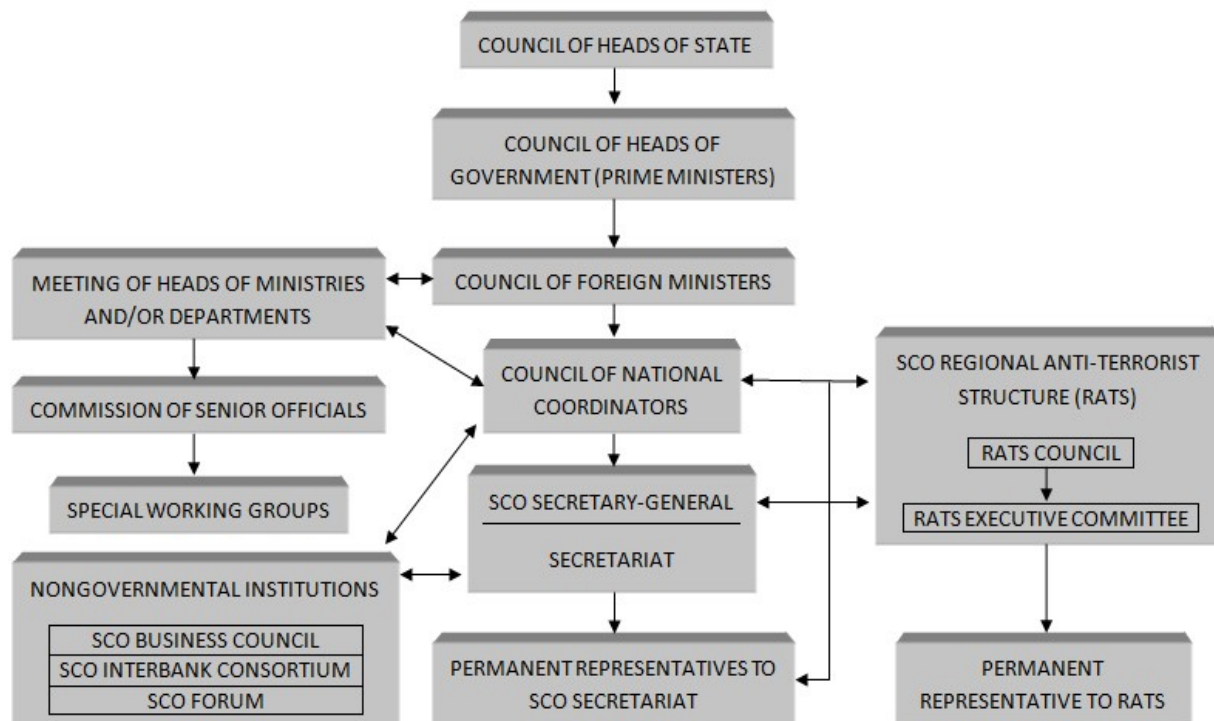 COUNCIL OF HEADS OF STATE
COUNCIL OF HEADS OF
GOVERNMENT (PRIME MINISTERS)
MEETING OF HEADS OF MINISTRIES
AND/OR DEPARTMENTS
COUNCIL OF FOREIGN MINISTERS
COMMISSION OF SENIOR OFFICIALS
COUNCIL OF NATIONAL
COORDINATORS
SCO REGIONAL ANTI-TERRORIST
STRUCTURE (RATS)
RATS COUNCIL
RATS EXECUTIVE COMMITTEE
SPECIAL WORKING GROUPS
SCO SECRETARY-GENERAL
SECRETARIAT
NONGOVERNMENTAL INSTITUTIONS
SCO BUSINESS COUNCIL
SCO INTERBANK CONSORTIUM
SCO FORUM
PERMANENT REPRESENTATIVES TO
SCO SECRETARIAT
PERMANENT
REPRESENTATIVE TO RATS